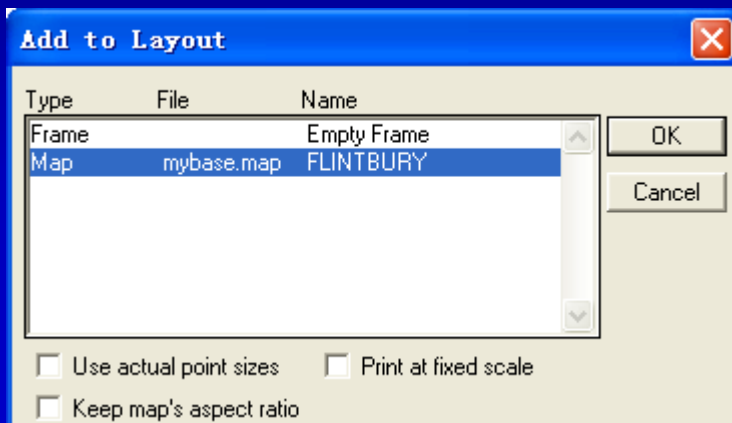 Add to Layout
Type File Name
Frame Empty Frame
Map mybase.map FLINTBURY
OK
Cancel
Use actual point sizes Print at fixed scale
Keep map's aspect ratio